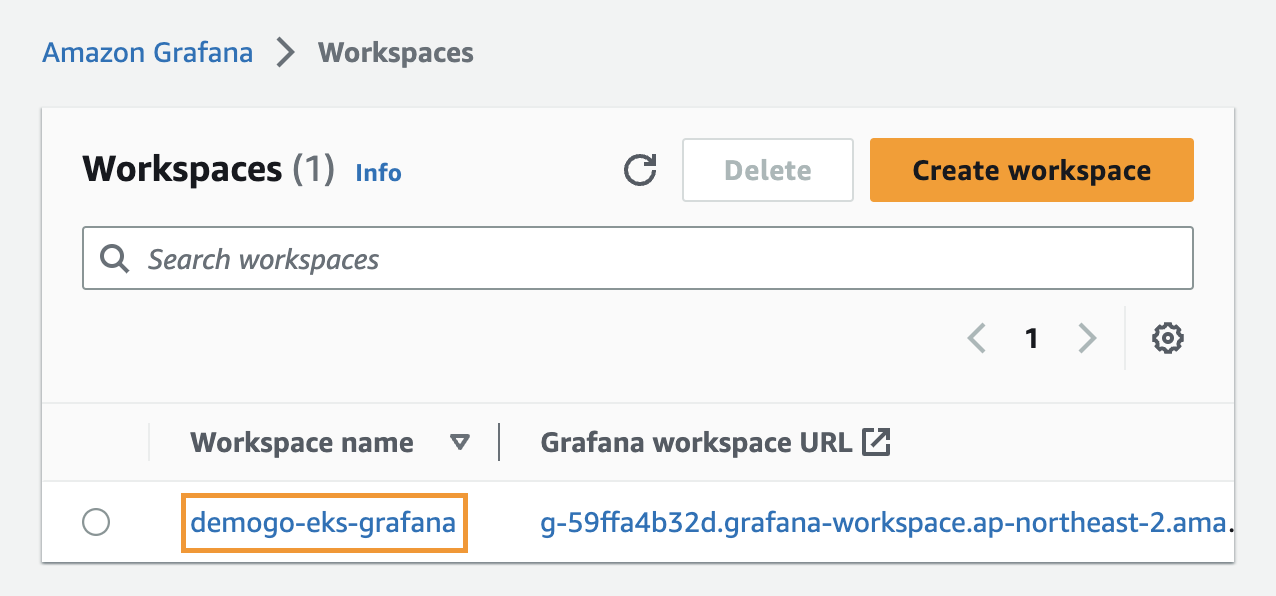 Amazon Grafana > Workspaces
Workspaces (1) Info
Delete
Create workspace
Search workspaces
1
Workspace name
Grafana workspace URL
demogo-eks-grafana
g-59ffa4b32d.grafana-workspace.ap-northeast-2.ama.